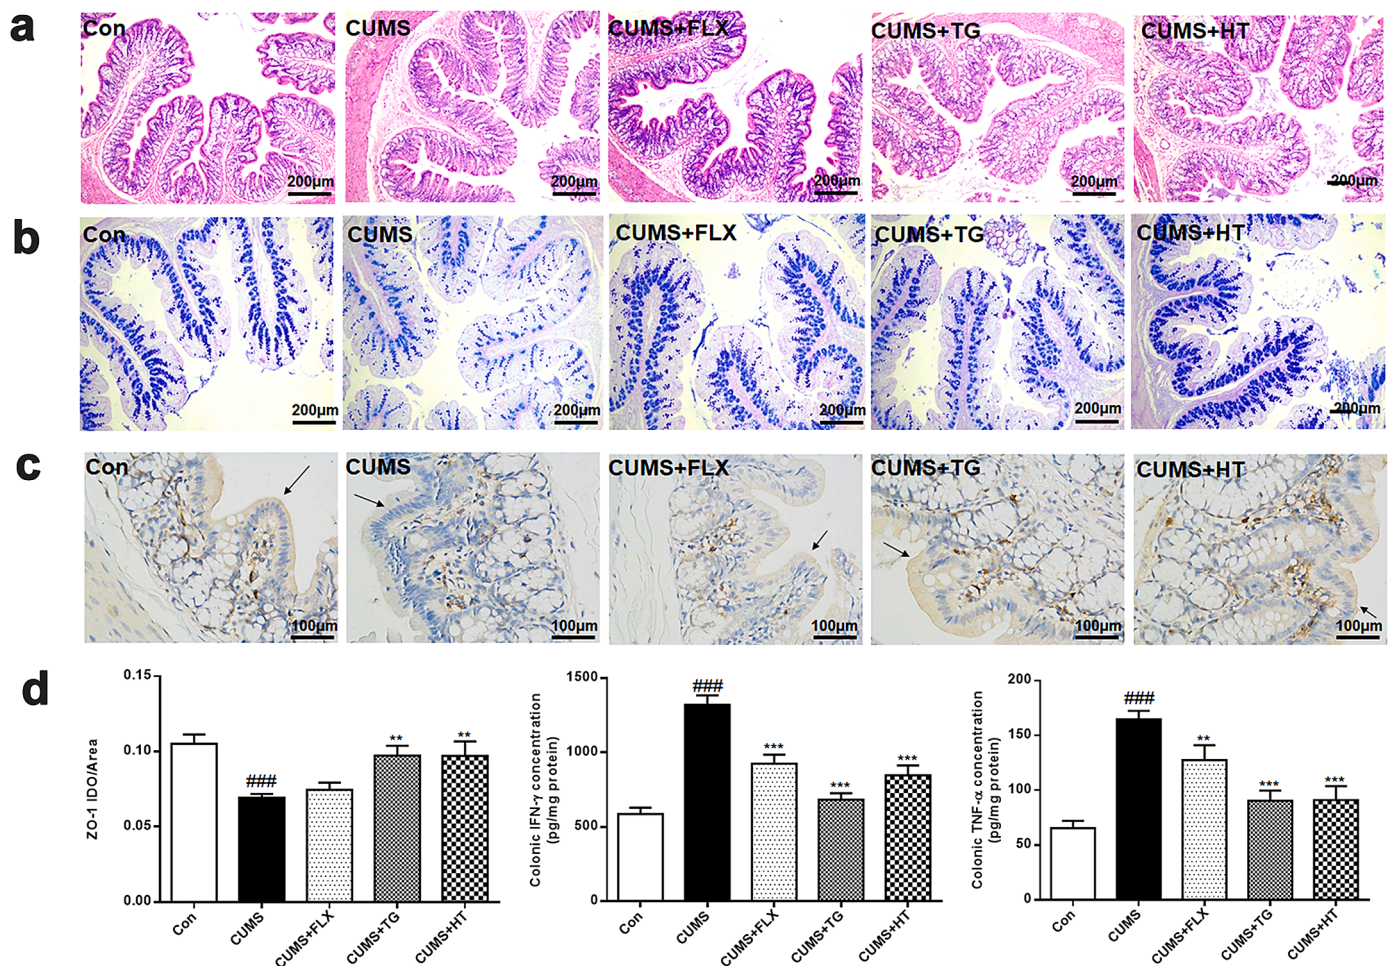 a
Con
CUMS
CUMS+FLX
CUMS+TG
CUMS+HT
200µm
200µm
200µm
200µm
200µm
b
Con
CUMS
CUMS+FLX
CUMS+TG
CUMS+HT
200µm
200µm
200µm
200µm
200µm
c
Con
CUMS
CUMS+FLX
CUMS+TG
CUMS+HT
100µm
100µm
100µm
100µm
100µm
d
ZO-1 IDO/Area
0.15
0.10
0.05
0.00
###
**
**
Con
CUMS
CUMS+FLX
CUMS+TG
CUMS+HT
Colonic IFN-γ concentration
(pg/mg protein)
1500
1000
500
0
###
***
***
***
Con
CUMS
CUMS+FLX
CUMS+TG
CUMS+HT
Colonic TNF-α concentration
(pg/mg protein)
200
150
100
50
0
###
**
***
***
Con
CUMS
CUMS+FLX
CUMS+TG
CUMS+HT